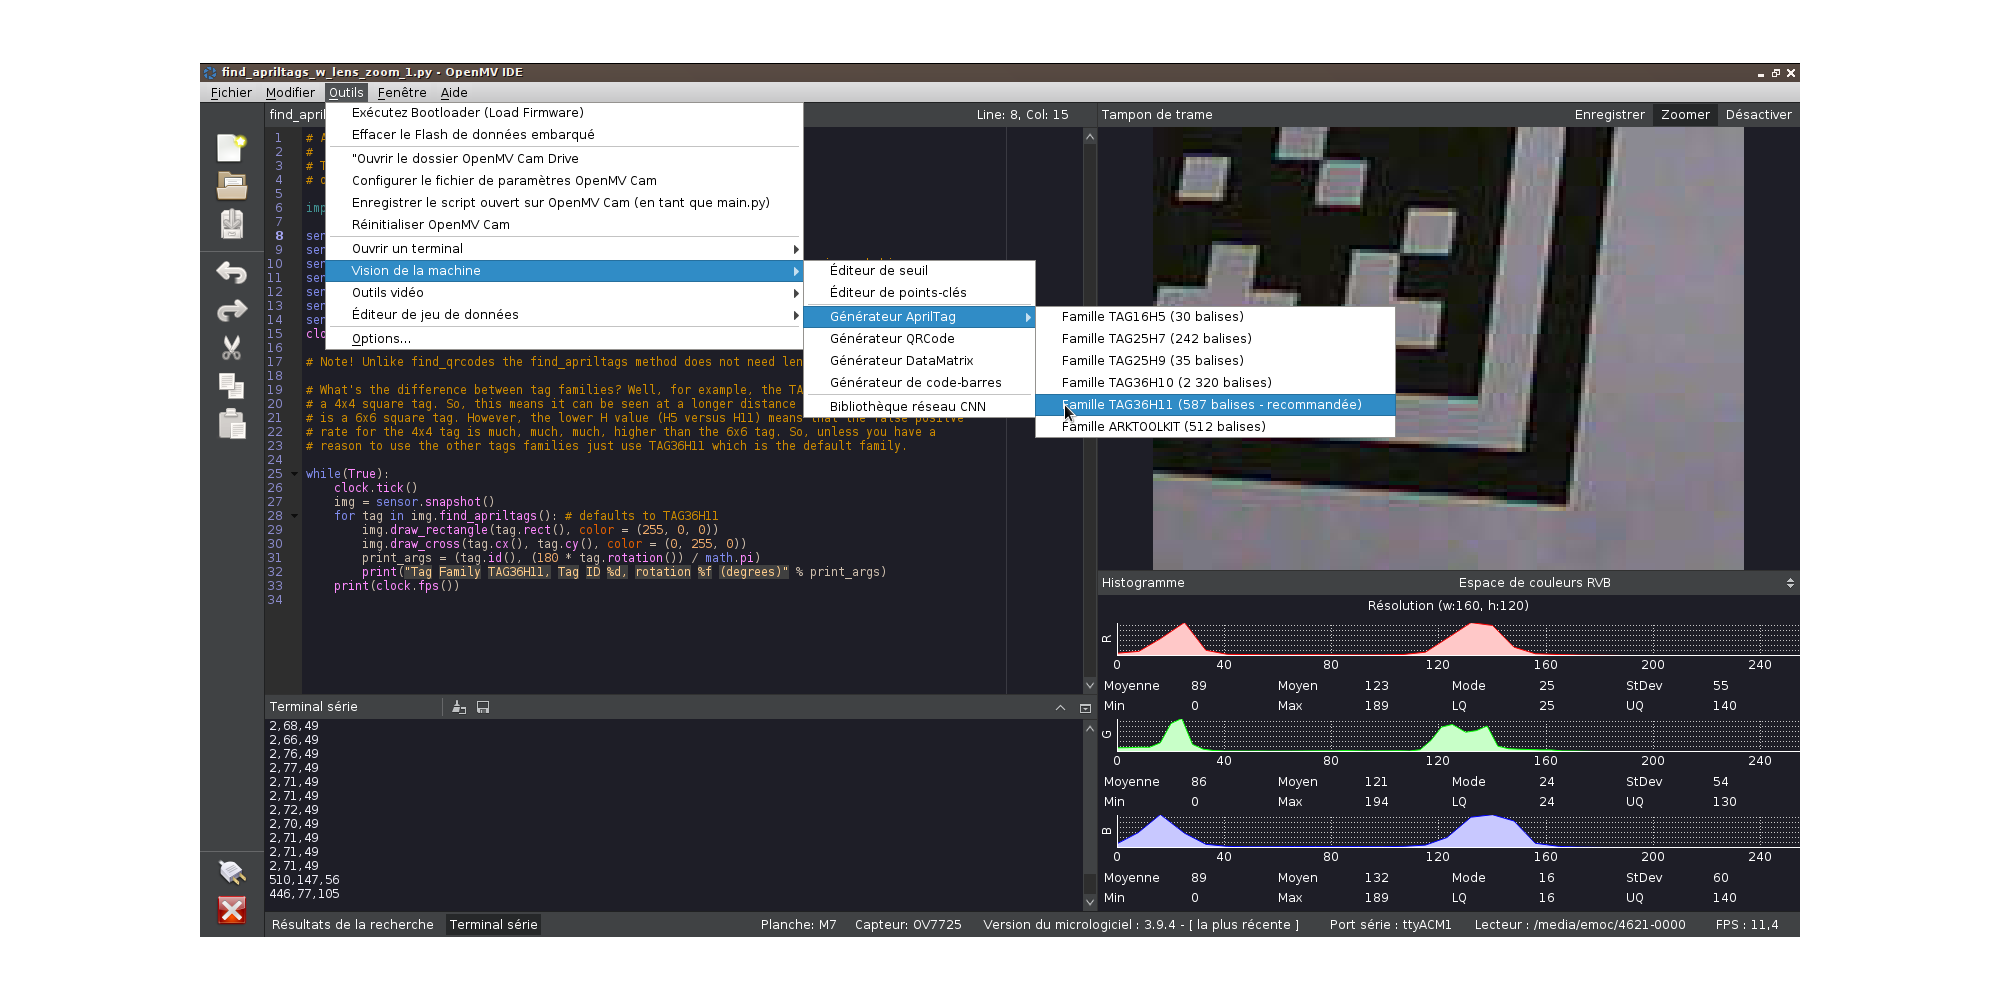 find_apriltags_w_lens_zoom_1.py - OpenMV IDE
Fichier Modifier Outils Fenêtre Aide
find_april
Line: 8, Col: 15
Tampon de trame
Enregistrer Zoomer Désactiver
Exécutez Bootloader (Load Firmware)
Effacer le Flash de données embarqué
"Ouvrir le dossier OpenMV Cam Drive
Configurer le fichier de paramètres OpenMV Cam
Enregistrer le script ouvert sur OpenMV Cam (en tant que main.py)
Réinitialiser OpenMV Cam
Ouvrir un terminal
Vision de la machine
Outils vidéo
Éditeur de jeu de données
Options...
Éditeur de seuil
Éditeur de points-clés
Générateur AprilTag
Générateur QRCode
Générateur DataMatrix
Générateur de code-barres
Bibliothèque réseau CNN
Famille TAG16H5 (30 balises)
Famille TAG25H7 (242 balises)
Famille TAG25H9 (35 balises)
Famille TAG36H10 (2 320 balises)
Famille TAG36H11 (587 balises - recommandée)
Famille ARKTOOLKIT (512 balises)
1 # A
2 #
3 # T
4 #
5
6 imp
7
8 sen
9 sen
10 sen
11 sen
12 sen
13 sen
14 sen
15 clo
16
17 # Note! Unlike find_qrcodes the find_apriltags method does not need len
18
19 # What's the difference between tag families? Well, for example, the TA
20 # a 4x4 square tag. So, this means it can be seen at a longer distance
21 # is a 6x6 square tag. However, the lower H value (H5 versus H11) means that the false positve
22 # rate for the 4x4 tag is much, much, much, higher than the 6x6 tag. So, unless you have a
23 # reason to use the other tags families just use TAG36H11 which is the default family.
24
25 while(True):
26 clock.tick()
27 img = sensor.snapshot()
28 for tag in img.find_apriltags(): # defaults to TAG36H11
29 img.draw_rectangle(tag.rect(), color = (255, 0, 0))
30 img.draw_cross(tag.cx(), tag.cy(), color = (0, 255, 0))
31 print_args = (tag.id(), (180 * tag.rotation()) / math.pi)
32 print("Tag Family TAG36H11, Tag ID %d, rotation %f (degrees)" % print_args)
33 print(clock.fps())
34
Histogramme
Espace de couleurs RVB
Résolution (w:160, h:120)
R
0 40 80 120 160 200 240
Moyenne 89 Moyen 123 Mode 25 StDev 55
Min 0 Max 189 LQ 25 UQ 140
G
0 40 80 120 160 200 240
Moyenne 86 Moyen 121 Mode 24 StDev 54
Min 0 Max 194 LQ 24 UQ 130
B
0 40 80 120 160 200 240
Moyenne 89 Moyen 132 Mode 16 StDev 60
Min 0 Max 189 LQ 16 UQ 140
Terminal série
2,68,49
2,66,49
2,76,49
2,77,49
2,71,49
2,71,49
2,72,49
2,70,49
2,71,49
2,71,49
2,71,49
510,147,56
446,77,105
Résultats de la recherche Terminal série
Planche: M7 Capteur: OV7725 Version du micrologiciel : 3.9.4 - [ la plus récente ] Port série : ttyACM1 Lecteur : /media/emoc/4621-0000 FPS : 11,4